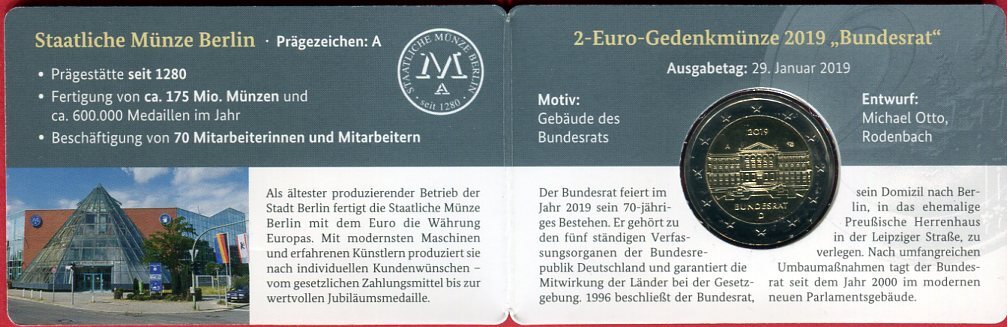 Staatliche Münze Berlin · Prägezeichen: A
• Prägestätte seit 1280
• Fertigung von ca. 175 Mio. Münzen und
ca. 600.000 Medaillen im Jahr
• Beschäftigung von 70 Mitarbeiterinnen und Mitarbeitern
STAATLICHE MÜNZE BERLIN
M
A
· seit 1280 ·
Als ältester produzierender Betrieb der
Stadt Berlin fertigt die Staatliche Münze
Berlin mit dem Euro die Währung
Europas. Mit modernsten Maschinen
und erfahrenen Künstlern produziert sie
nach individuellen Kundenwünschen –
vom gesetzlichen Zahlungsmittel bis zur
wertvollen Jubiläumsmedaille.
2-Euro-Gedenkmünze 2019 „Bundesrat“
Ausgabetag: 29. Januar 2019
Motiv:
Gebäude des
Bundesrats
Entwurf:
Michael Otto,
Rodenbach
2019
A
BUNDESRAT
D
Der Bundesrat feiert im
Jahr 2019 sein 70-jähri-
ges Bestehen. Er gehört zu
den fünf ständigen Verfas-
sungsorganen der Bundesre-
publik Deutschland und garantiert die
Mitwirkung der Länder bei der Gesetz-
gebung. 1996 beschließt der Bundesrat,
sein Domizil nach Ber-
lin, in das ehemalige
Preußische Herrenhaus
in der Leipziger Straße, zu
verlegen. Nach umfangreichen
Umbaumaßnahmen tagt der Bundes-
rat seit dem Jahr 2000 im modernen
neuen Parlamentsgebäude.